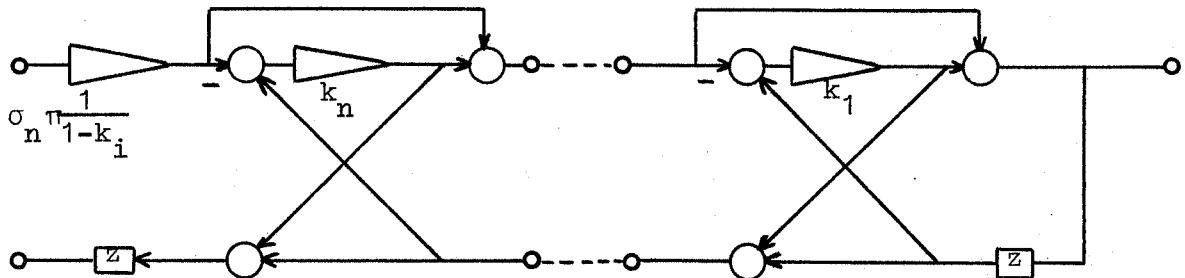 - -
k_n k_1
σ_n π 1/(1-k_i)
z z